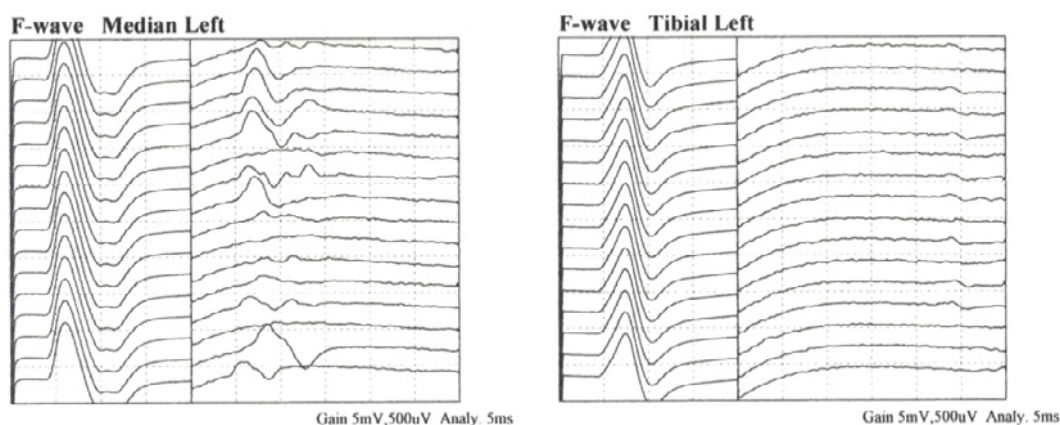 F-wave Median Left
Gain 5mV,500uV Analy. 5ms
F-wave Tibial Left
Gain 5mV,500uV Analy. 5ms